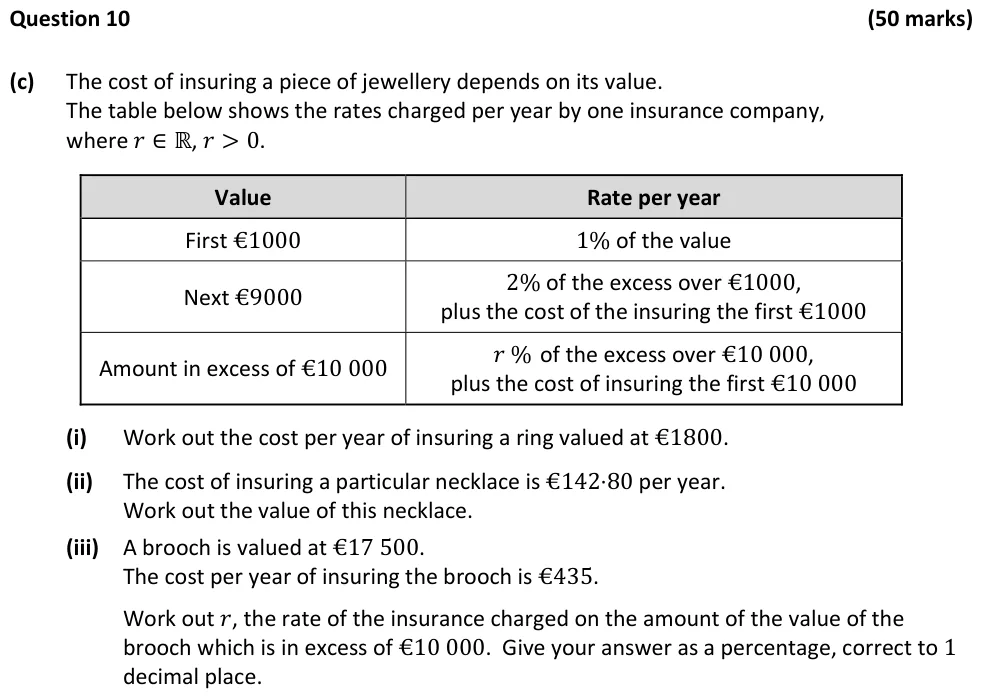 Question 10 (50 marks)
(c) The cost of insuring a piece of jewellery depends on its value.
The table below shows the rates charged per year by one insurance company,
where r ∈ ℝ, r > 0.
Value Rate per year
First €1000 1% of the value
Next €9000 2% of the excess over €1000,
plus the cost of the insuring the first €1000
Amount in excess of €10 000 r % of the excess over €10 000,
plus the cost of insuring the first €10 000
(i) Work out the cost per year of insuring a ring valued at €1800.
(ii) The cost of insuring a particular necklace is €142·80 per year.
Work out the value of this necklace.
(iii) A brooch is valued at €17 500.
The cost per year of insuring the brooch is €435.
Work out r, the rate of the insurance charged on the amount of the value of the
brooch which is in excess of €10 000. Give your answer as a percentage, correct to 1
decimal place.